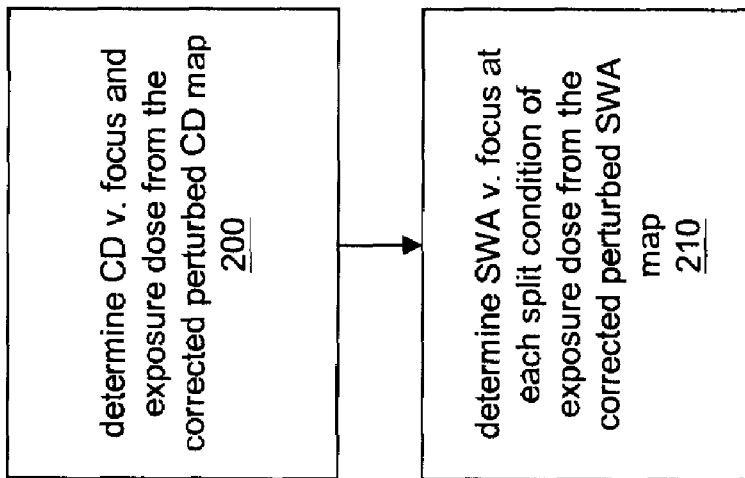 determine CD v. focus and
exposure dose from the
corrected perturbed CD map
200
determine SWA v. focus at
each split condition of
exposure dose from the
corrected perturbed SWA
map
210